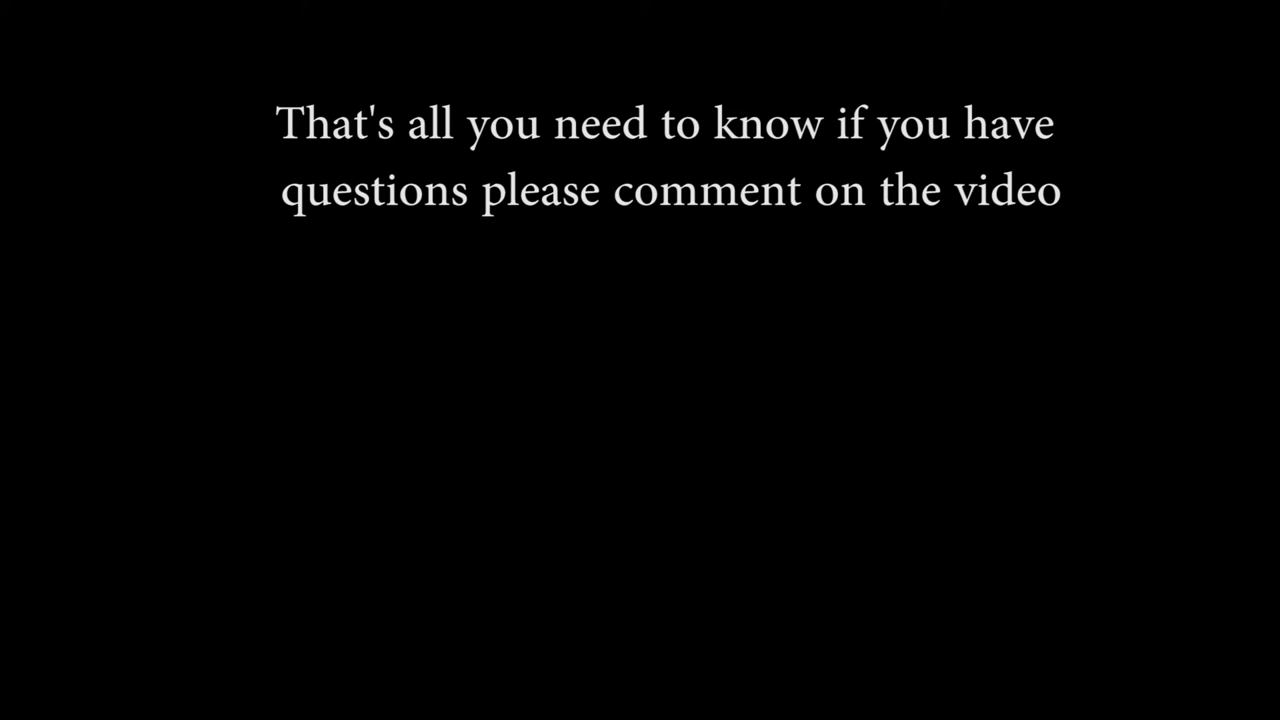 That's all you need to know if you have
questions please comment on the video